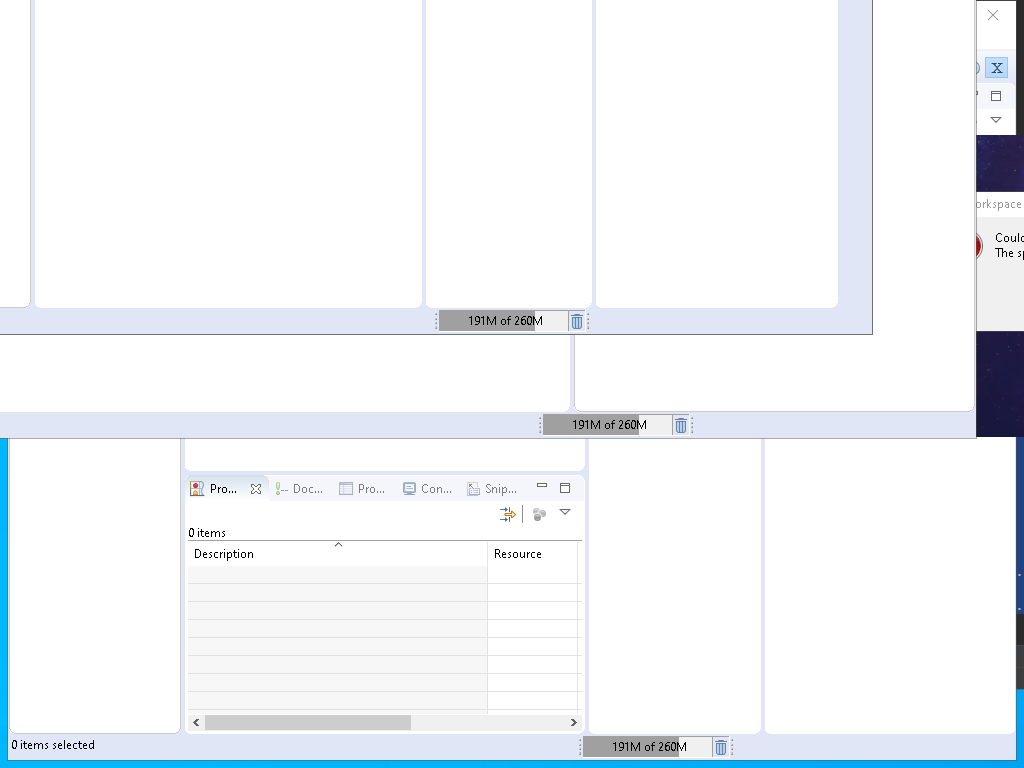 X
orkspace
Could
The sp
191M of 260M
191M of 260M
Pro...
Doc...
Pro...
Con...
Snip...
0 items
Description
Resource
0 items selected
191M of 260M